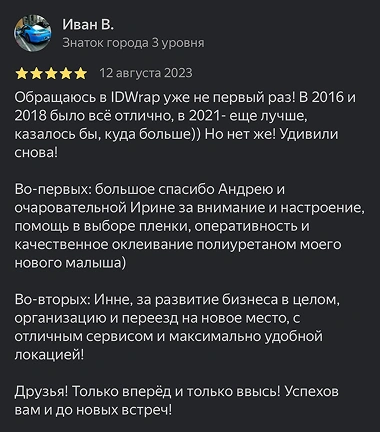 Иван В.
Знаток города 3 уровня
12 августа 2023
Обращаюсь в IDWrap уже не первый раз! В 2016 и
2018 было всё отлично, в 2021- еще лучше,
казалось бы, куда больше)) Но нет же! Удивили
снова!
Во-первых: большое спасибо Андрею и
очаровательной Ирине за внимание и настроение,
помощь в выборе пленки, оперативность и
качественное оклеивание полиуретаном моего
нового малыша)
Во-вторых: Инне, за развитие бизнеса в целом,
организацию и переезд на новое место, с
отличным сервисом и максимально удобной
локацией!
Друзья! Только вперёд и только ввысь! Успехов
вам и до новых встреч!